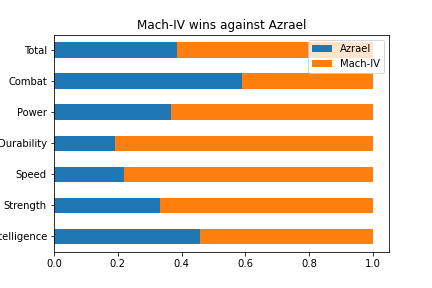 Mach-IV wins against Azrael
Total
Azrael
Mach-IV
Combat
Power
Durability
Speed
Strength
telligence
0.0 0.2 0.4 0.6 0.8 1.0